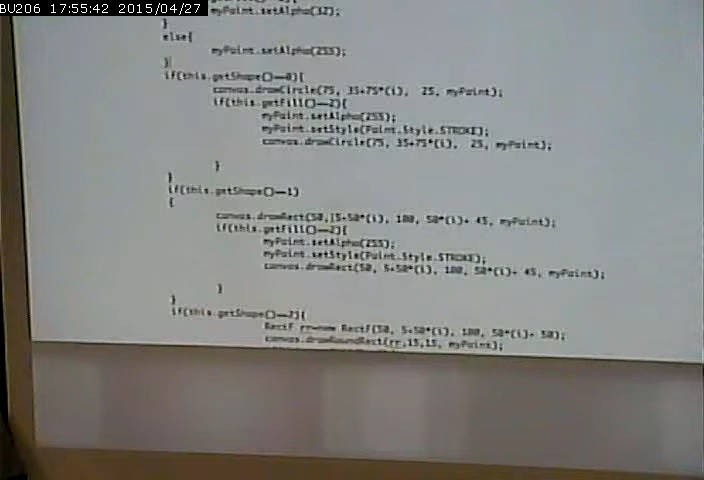 BU206 17:55:42 2015/04/27
myPaint.setAlpha(32);
}
else{
myPaint.setAlpha(255);
}
if(this.getShape()==0){
canvas.drawCircle(75, 35+75*(i), 25, myPaint);
if(this.getFill()==2){
myPaint.setAlpha(255);
myPaint.setStyle(Paint.Style.STROKE);
canvas.drawCircle(75, 35+75*(i), 25, myPaint);
}
}
if(this.getShape()==1)
{
canvas.drawRect(50,5+50*(i), 100, 50*(i)+ 45, myPaint);
if(this.getFill()==2){
myPaint.setAlpha(255);
myPaint.setStyle(Paint.Style.STROKE);
canvas.drawRect(50, 5+50*(i), 100, 50*(i)+ 45, myPaint);
}
}
if(this.getShape()==2){
RectF rr=new RectF(50, 5+50*(i), 100, 50*(i)+ 50);
canvas.drawRoundRect(rr,15,15, myPaint);